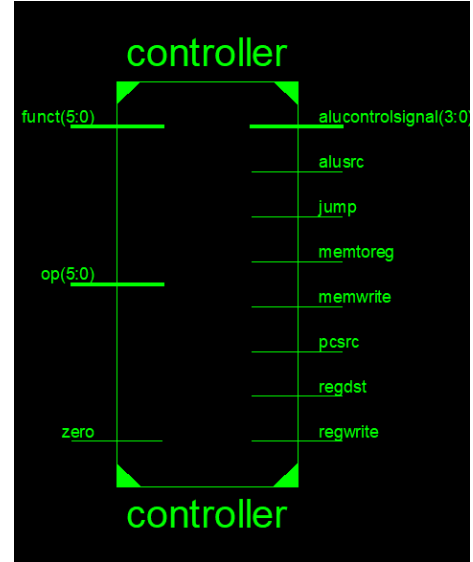 controller
funct(5:0)
alucontrolsignal(3:0)
alusrc
jump
memtoreg
op(5:0)
memwrite
pcsrc
regdst
zero
regwrite
controller